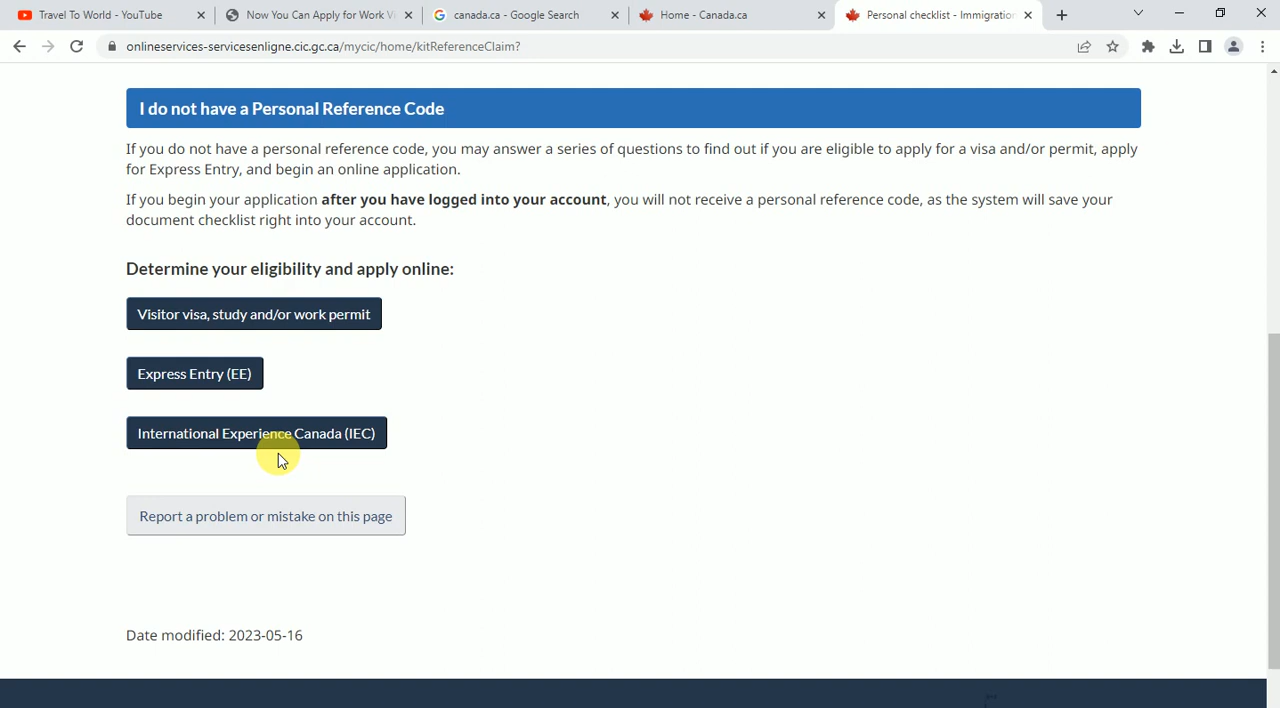 Travel To World - YouTube
Now You Can Apply for Work Vi
canada.ca - Google Search
Home - Canada.ca
Personal checklist - Immigration
onlineservices-servicesenligne.cic.gc.ca/mycic/home/kitReferenceClaim?
I do not have a Personal Reference Code
If you do not have a personal reference code, you may answer a series of questions to find out if you are eligible to apply for a visa and/or permit, apply
for Express Entry, and begin an online application.
If you begin your application after you have logged into your account, you will not receive a personal reference code, as the system will save your
document checklist right into your account.
Determine your eligibility and apply online:
Visitor visa, study and/or work permit
Express Entry (EE)
International Experience Canada (IEC)
Report a problem or mistake on this page
Date modified: 2023-05-16